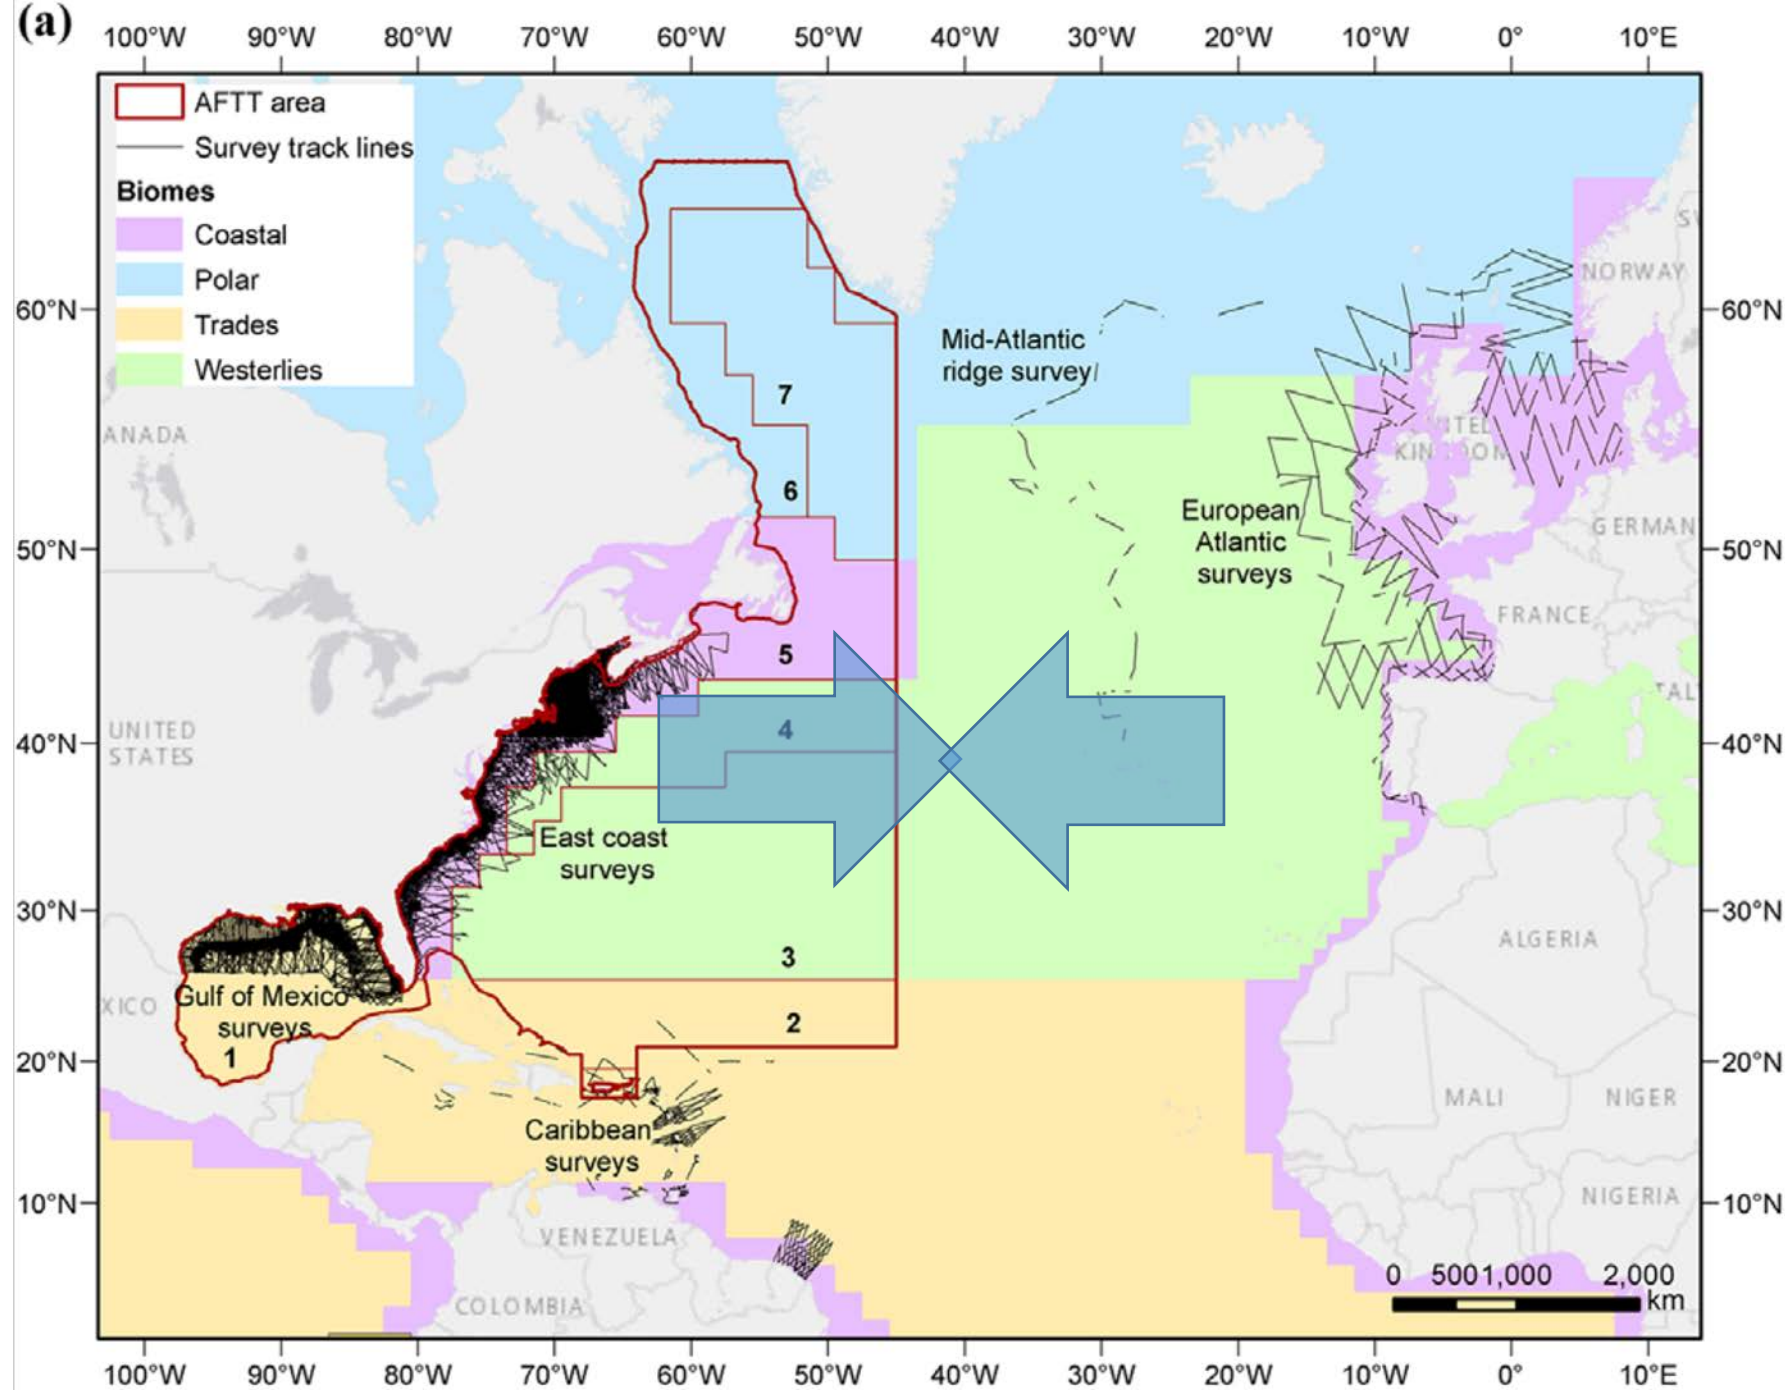 (a)
100°W 90°W 80°W 70°W 60°W 50°W 40°W 30°W 20°W 10°W 0° 10°E
AFTT area
Survey track lines
Biomes
Coastal
Polar
Trades
Westerlies
S
NORWAY
60°N
60°N
Mid-Atlantic
ridge survey
7
ANADA
ITEL
KIN DOM
6
European
Atlantic
surveys
GERMAN
50°N
50°N
FRANCE
5
TAL
UNITED
STATES
4
40°N
40°N
East coast
surveys
30°N
30°N
ALGERIA
3
Gulf of Mexico
surveys
XICO
2
1
20°N
20°N
MALI
NIGER
Caribbean
surveys
10°N
10°N
NIGERIA
VENEZUELA
COLOMBIA
0 500 1,000 2,000
km
100°W 90°W 80°W 70°W 60°W 50°W 40°W 30°W 20°W 10°W 0° 10°E